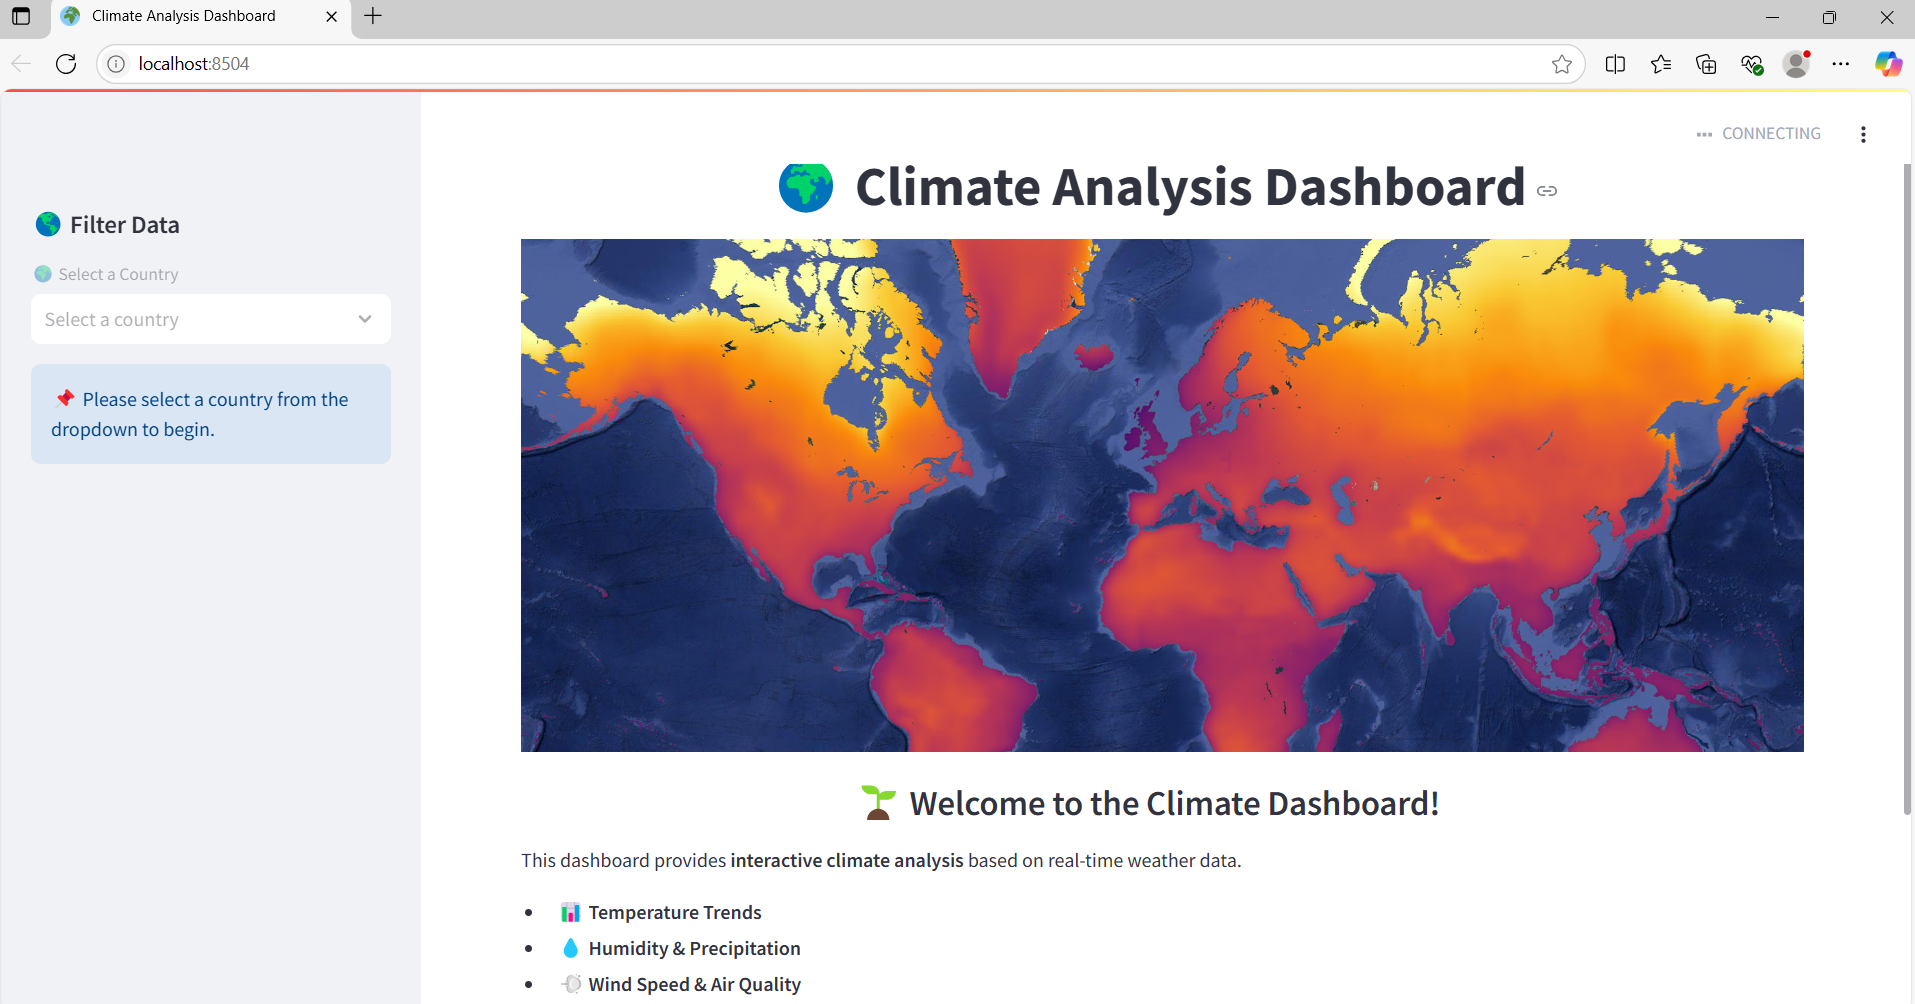 Climate Analysis Dashboard
localhost:8504
CONNECTING
Filter Data
Select a Country
Select a country
Please select a country from the
dropdown to begin.
Climate Analysis Dashboard
Welcome to the Climate Dashboard!
This dashboard provides interactive climate analysis based on real-time weather data.
Temperature Trends
Humidity & Precipitation
Wind Speed & Air Quality